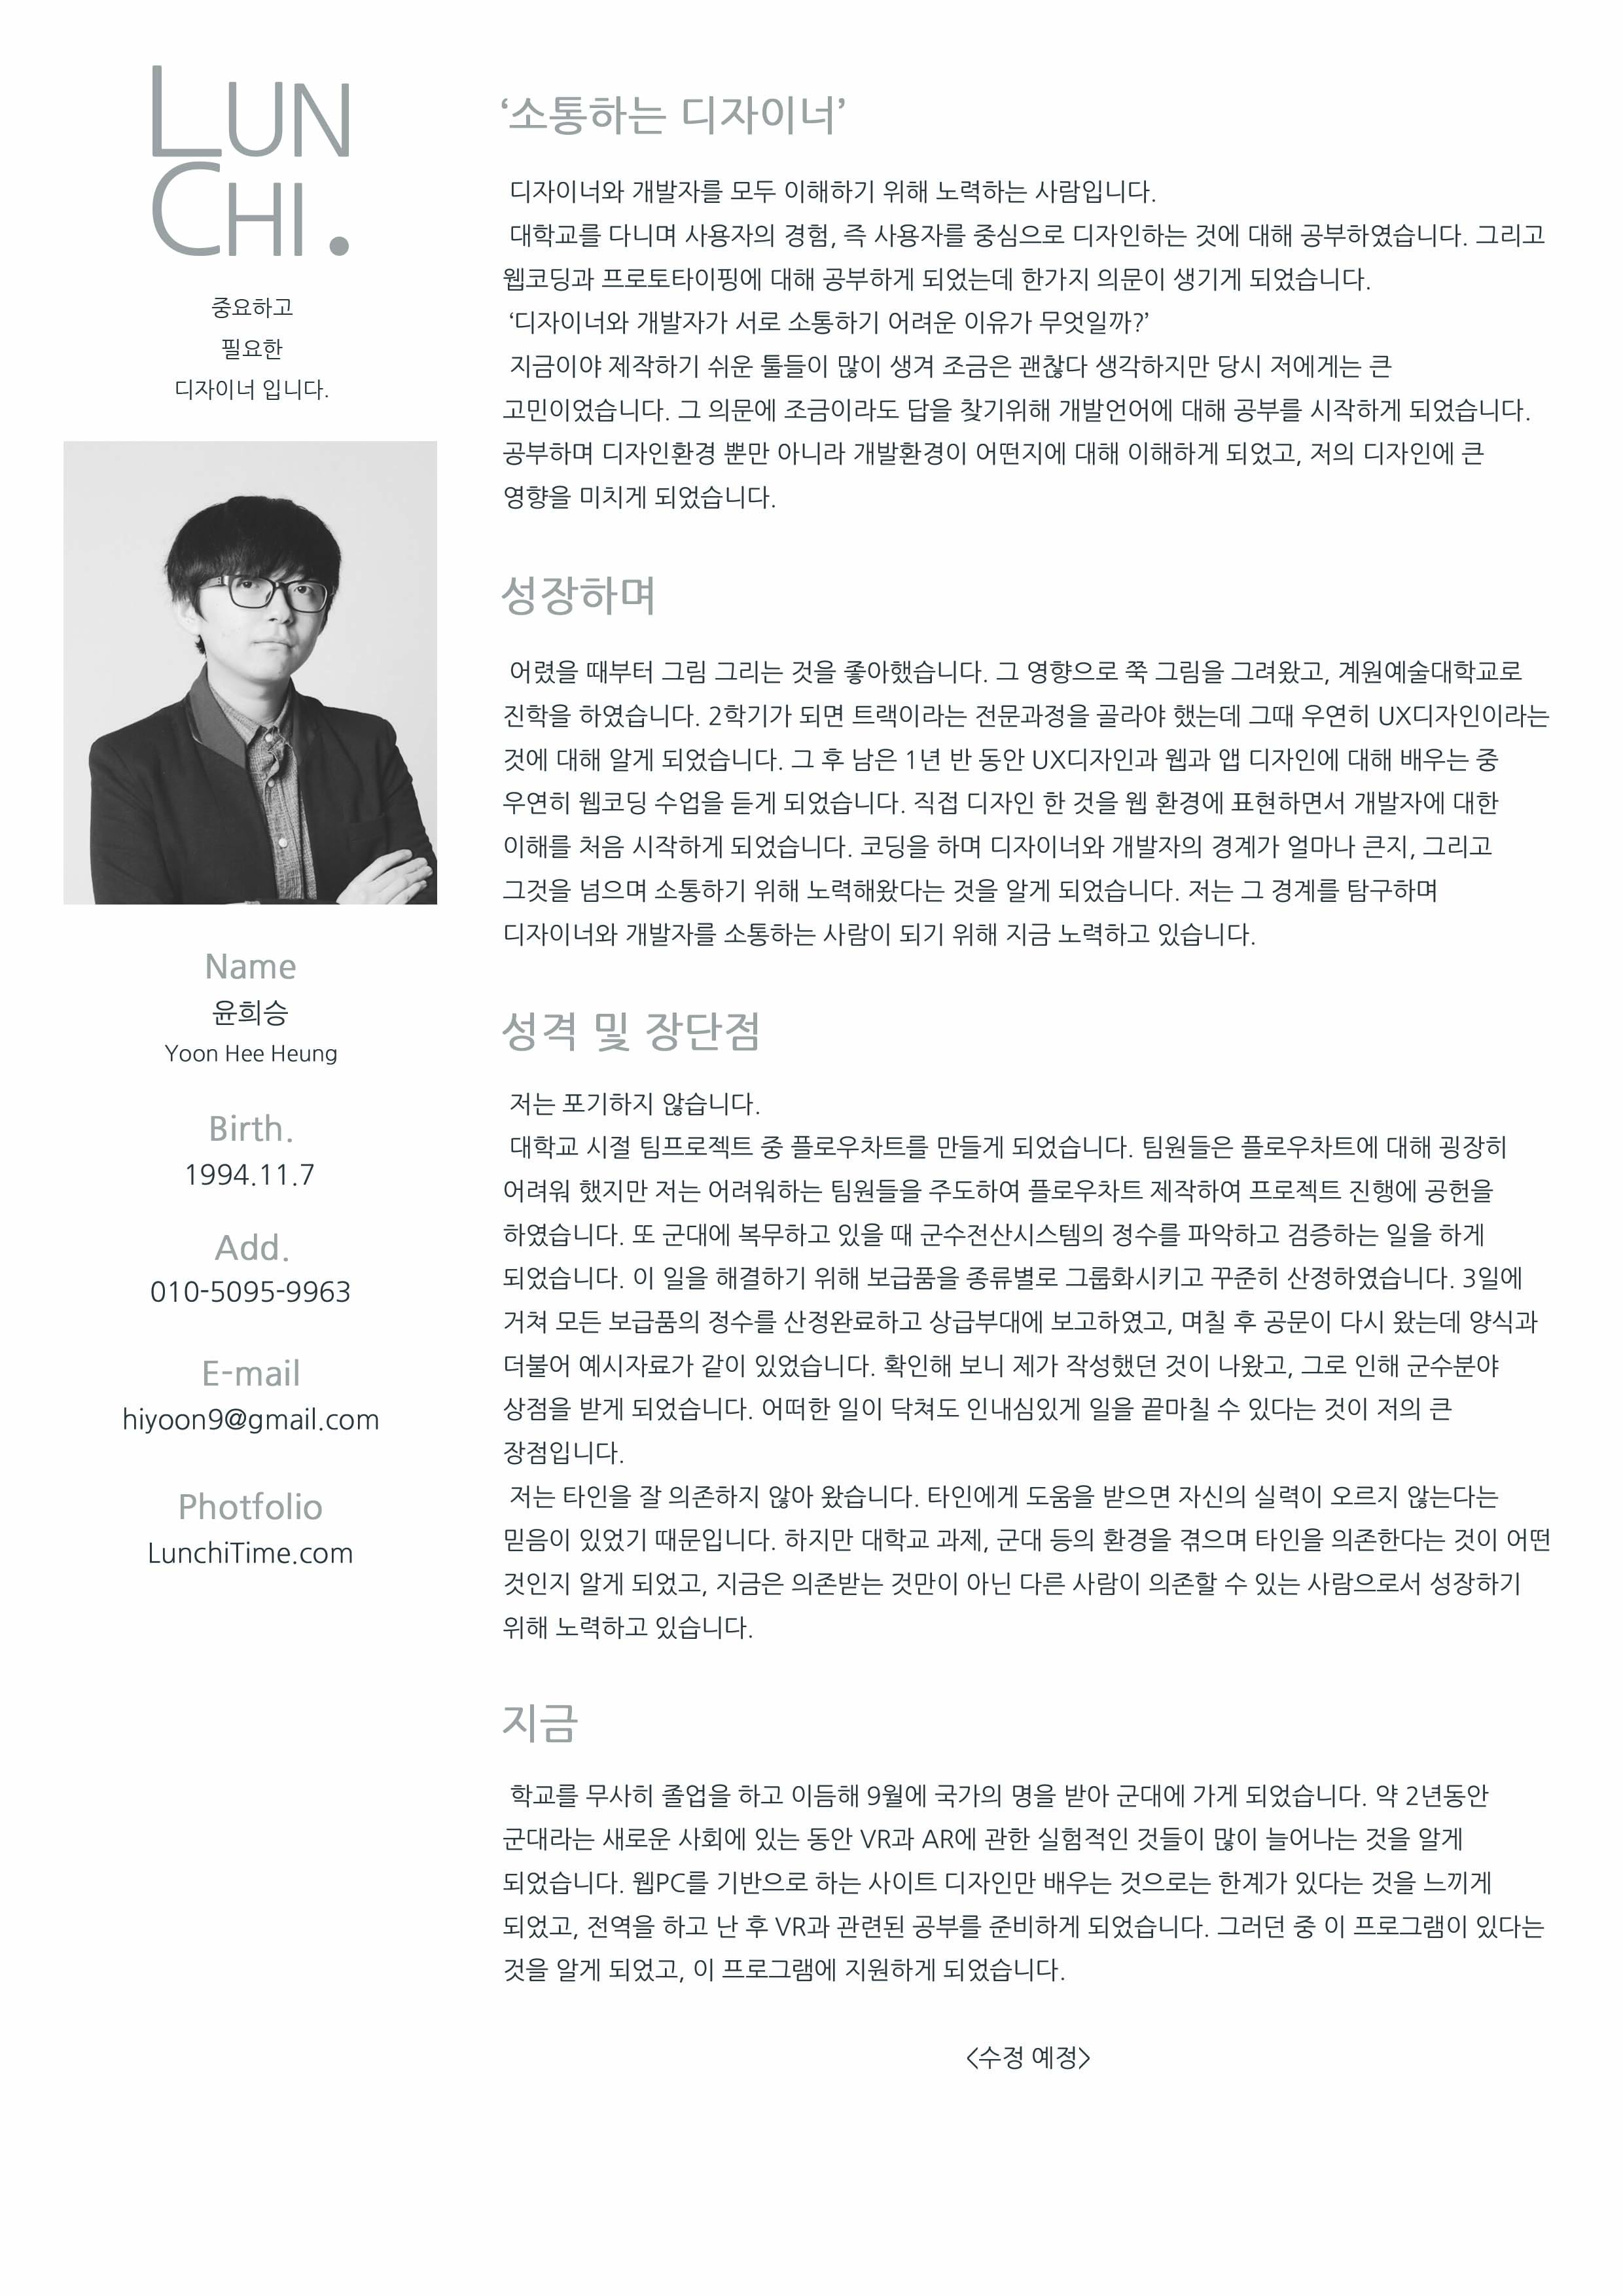 LUN
CHI.
중요하고
필요한
디자이너 입니다.
Name
윤희승
Yoon Hee Heung
Birth.
1994.11.7
Add.
010-5095-9963
E-mail
hiyoon9@gmail.com
Photfolio
LunchiTime.com
‘소통하는 디자이너’
디자이너와 개발자를 모두 이해하기 위해 노력하는 사람입니다.
대학교를 다니며 사용자의 경험, 즉 사용자를 중심으로 디자인하는 것에 대해 공부하였습니다. 그리고
웹코딩과 프로토타이핑에 대해 공부하게 되었는데 한가지 의문이 생기게 되었습니다.
‘디자이너와 개발자가 서로 소통하기 어려운 이유가 무엇일까?’
지금이야 제작하기 쉬운 툴들이 많이 생겨 조금은 괜찮다 생각하지만 당시 저에게는 큰
고민이었습니다. 그 의문에 조금이라도 답을 찾기위해 개발언어에 대해 공부를 시작하게 되었습니다.
공부하며 디자인환경 뿐만 아니라 개발환경이 어떤지에 대해 이해하게 되었고, 저의 디자인에 큰
영향을 미치게 되었습니다.
성장하며
어렸을 때부터 그림 그리는 것을 좋아했습니다. 그 영향으로 쭉 그림을 그려왔고, 계원예술대학교로
진학을 하였습니다. 2학기가 되면 트랙이라는 전문과정을 골라야 했는데 그때 우연히 UX디자인이라는
것에 대해 알게 되었습니다. 그 후 남은 1년 반 동안 UX디자인과 웹과 앱 디자인에 대해 배우는 중
우연히 웹코딩 수업을 듣게 되었습니다. 직접 디자인 한 것을 웹 환경에 표현하면서 개발자에 대한
이해를 처음 시작하게 되었습니다. 코딩을 하며 디자이너와 개발자의 경계가 얼마나 큰지, 그리고
그것을 넘으며 소통하기 위해 노력해왔다는 것을 알게 되었습니다. 저는 그 경계를 탐구하며
디자이너와 개발자를 소통하는 사람이 되기 위해 지금 노력하고 있습니다.
성격 및 장단점
저는 포기하지 않습니다.
대학교 시절 팀프로젝트 중 플로우차트를 만들게 되었습니다. 팀원들은 플로우차트에 대해 굉장히
어려워 했지만 저는 어려워하는 팀원들을 주도하여 플로우차트 제작하여 프로젝트 진행에 공헌을
하였습니다. 또 군대에 복무하고 있을 때 군수전산시스템의 정수를 파악하고 검증하는 일을 하게
되었습니다. 이 일을 해결하기 위해 보급품을 종류별로 그룹화시키고 꾸준히 산정하였습니다. 3일에
거쳐 모든 보급품의 정수를 산정완료하고 상급부대에 보고하였고, 며칠 후 공문이 다시 왔는데 양식과
더불어 예시자료가 같이 있었습니다. 확인해 보니 제가 작성했던 것이 나왔고, 그로 인해 군수분야
상점을 받게 되었습니다. 어떠한 일이 닥쳐도 인내심있게 일을 끝마칠 수 있다는 것이 저의 큰
장점입니다.
저는 타인을 잘 의존하지 않아 왔습니다. 타인에게 도움을 받으면 자신의 실력이 오르지 않는다는
믿음이 있었기 때문입니다. 하지만 대학교 과제, 군대 등의 환경을 겪으며 타인을 의존한다는 것이 어떤
것인지 알게 되었고, 지금은 의존받는 것만이 아닌 다른 사람이 의존할 수 있는 사람으로서 성장하기
위해 노력하고 있습니다.
지금
학교를 무사히 졸업을 하고 이듬해 9월에 국가의 명을 받아 군대에 가게 되었습니다. 약 2년동안
군대라는 새로운 사회에 있는 동안 VR과 AR에 관한 실험적인 것들이 많이 늘어나는 것을 알게
되었습니다. 웹PC를 기반으로 하는 사이트 디자인만 배우는 것으로는 한계가 있다는 것을 느끼게
되었고, 전역을 하고 난 후 VR과 관련된 공부를 준비하게 되었습니다. 그러던 중 이 프로그램이 있다는
것을 알게 되었고, 이 프로그램에 지원하게 되었습니다.
<수정 예정>